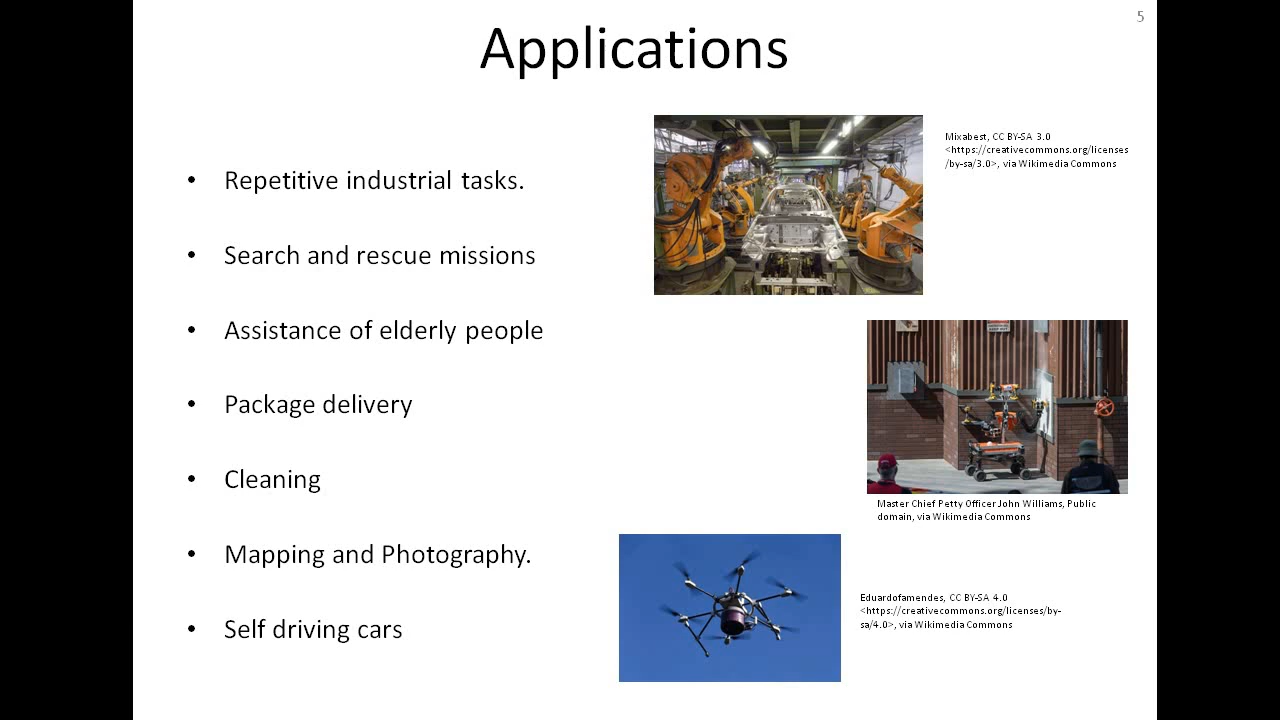 5
Applications
• Repetitive industrial tasks.
• Search and rescue missions
• Assistance of elderly people
• Package delivery
• Cleaning
• Mapping and Photography.
• Self driving cars
Mixabest, CC BY-SA 3.0
<https://creativecommons.org/licenses
/by-sa/3.0>, via Wikimedia Commons
Master Chief Petty Officer John Williams, Public
domain, via Wikimedia Commons
Eduardofamendes, CC BY-SA 4.0
<https://creativecommons.org/licenses/by-
sa/4.0>, via Wikimedia Commons